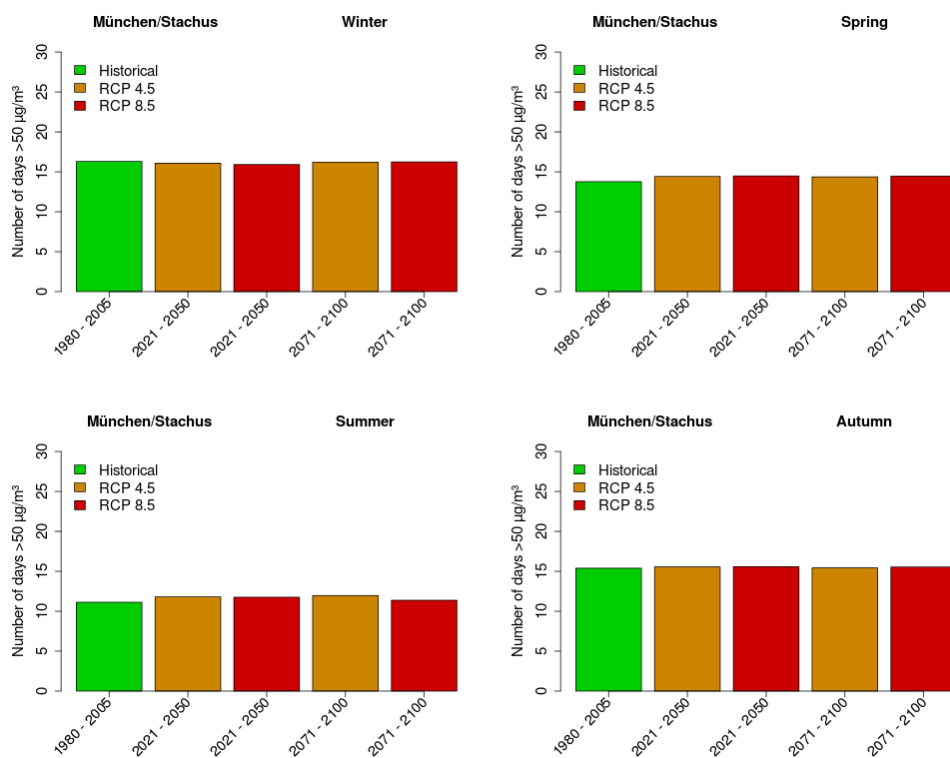 München/Stachus Winter
Number of days >50 µg/m³
30
25
20
15
10
5
0
Historical
RCP 4.5
RCP 8.5
1980 - 2005
2021 - 2050
2021 - 2050
2071 - 2100
2071 - 2100
München/Stachus Spring
Number of days >50 µg/m³
30
25
20
15
10
5
0
Historical
RCP 4.5
RCP 8.5
1980 - 2005
2021 - 2050
2021 - 2050
2071 - 2100
2071 - 2100
München/Stachus Summer
Number of days >50 µg/m³
30
25
20
15
10
5
0
Historical
RCP 4.5
RCP 8.5
1980 - 2005
2021 - 2050
2021 - 2050
2071 - 2100
2071 - 2100
München/Stachus Autumn
Number of days >50 µg/m³
30
25
20
15
10
5
0
Historical
RCP 4.5
RCP 8.5
1980 - 2005
2021 - 2050
2021 - 2050
2071 - 2100
2071 - 2100